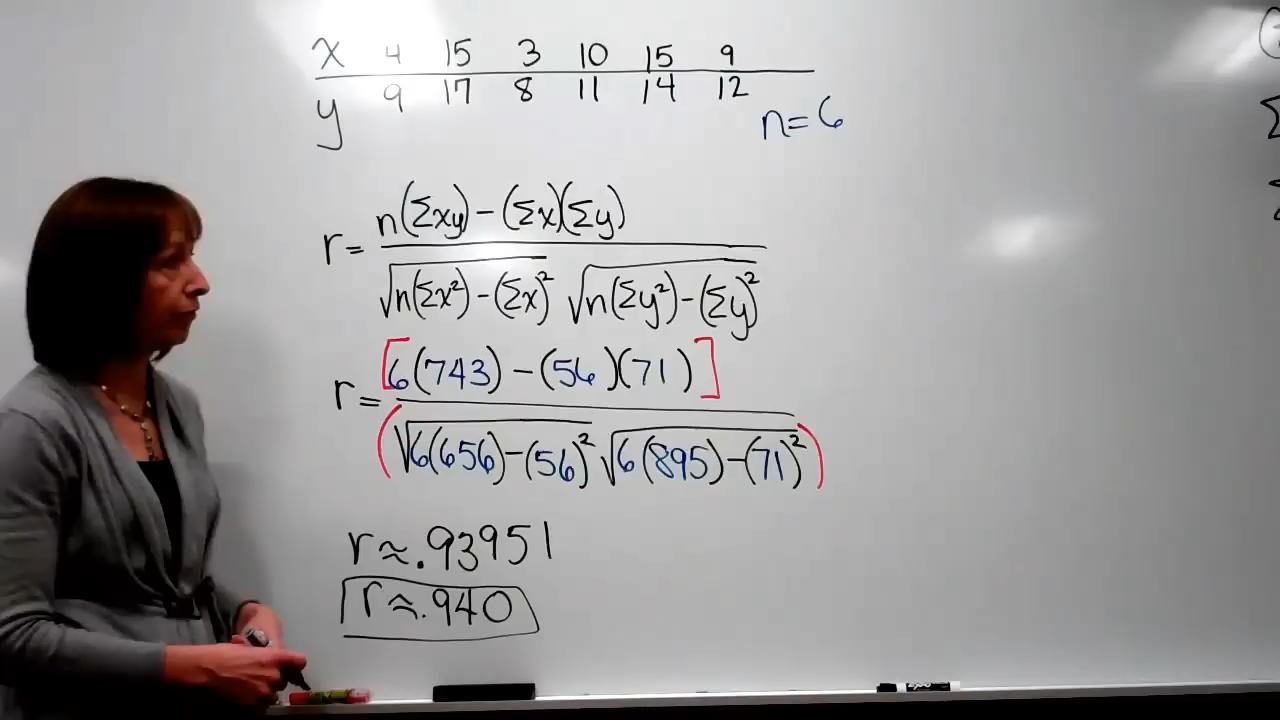 x 4 15 3 10 15 9
y 9 17 8 11 14 12
n=6
r= n(Σxy)-(Σx)(Σy)
√n(Σx²)-(Σx)² √n(Σy²)-(Σy)²
r= [6(743)-(56)(71)]
(√6(656)-(56)² √6(895)-(71)²)
r≈.93951
r≈.940